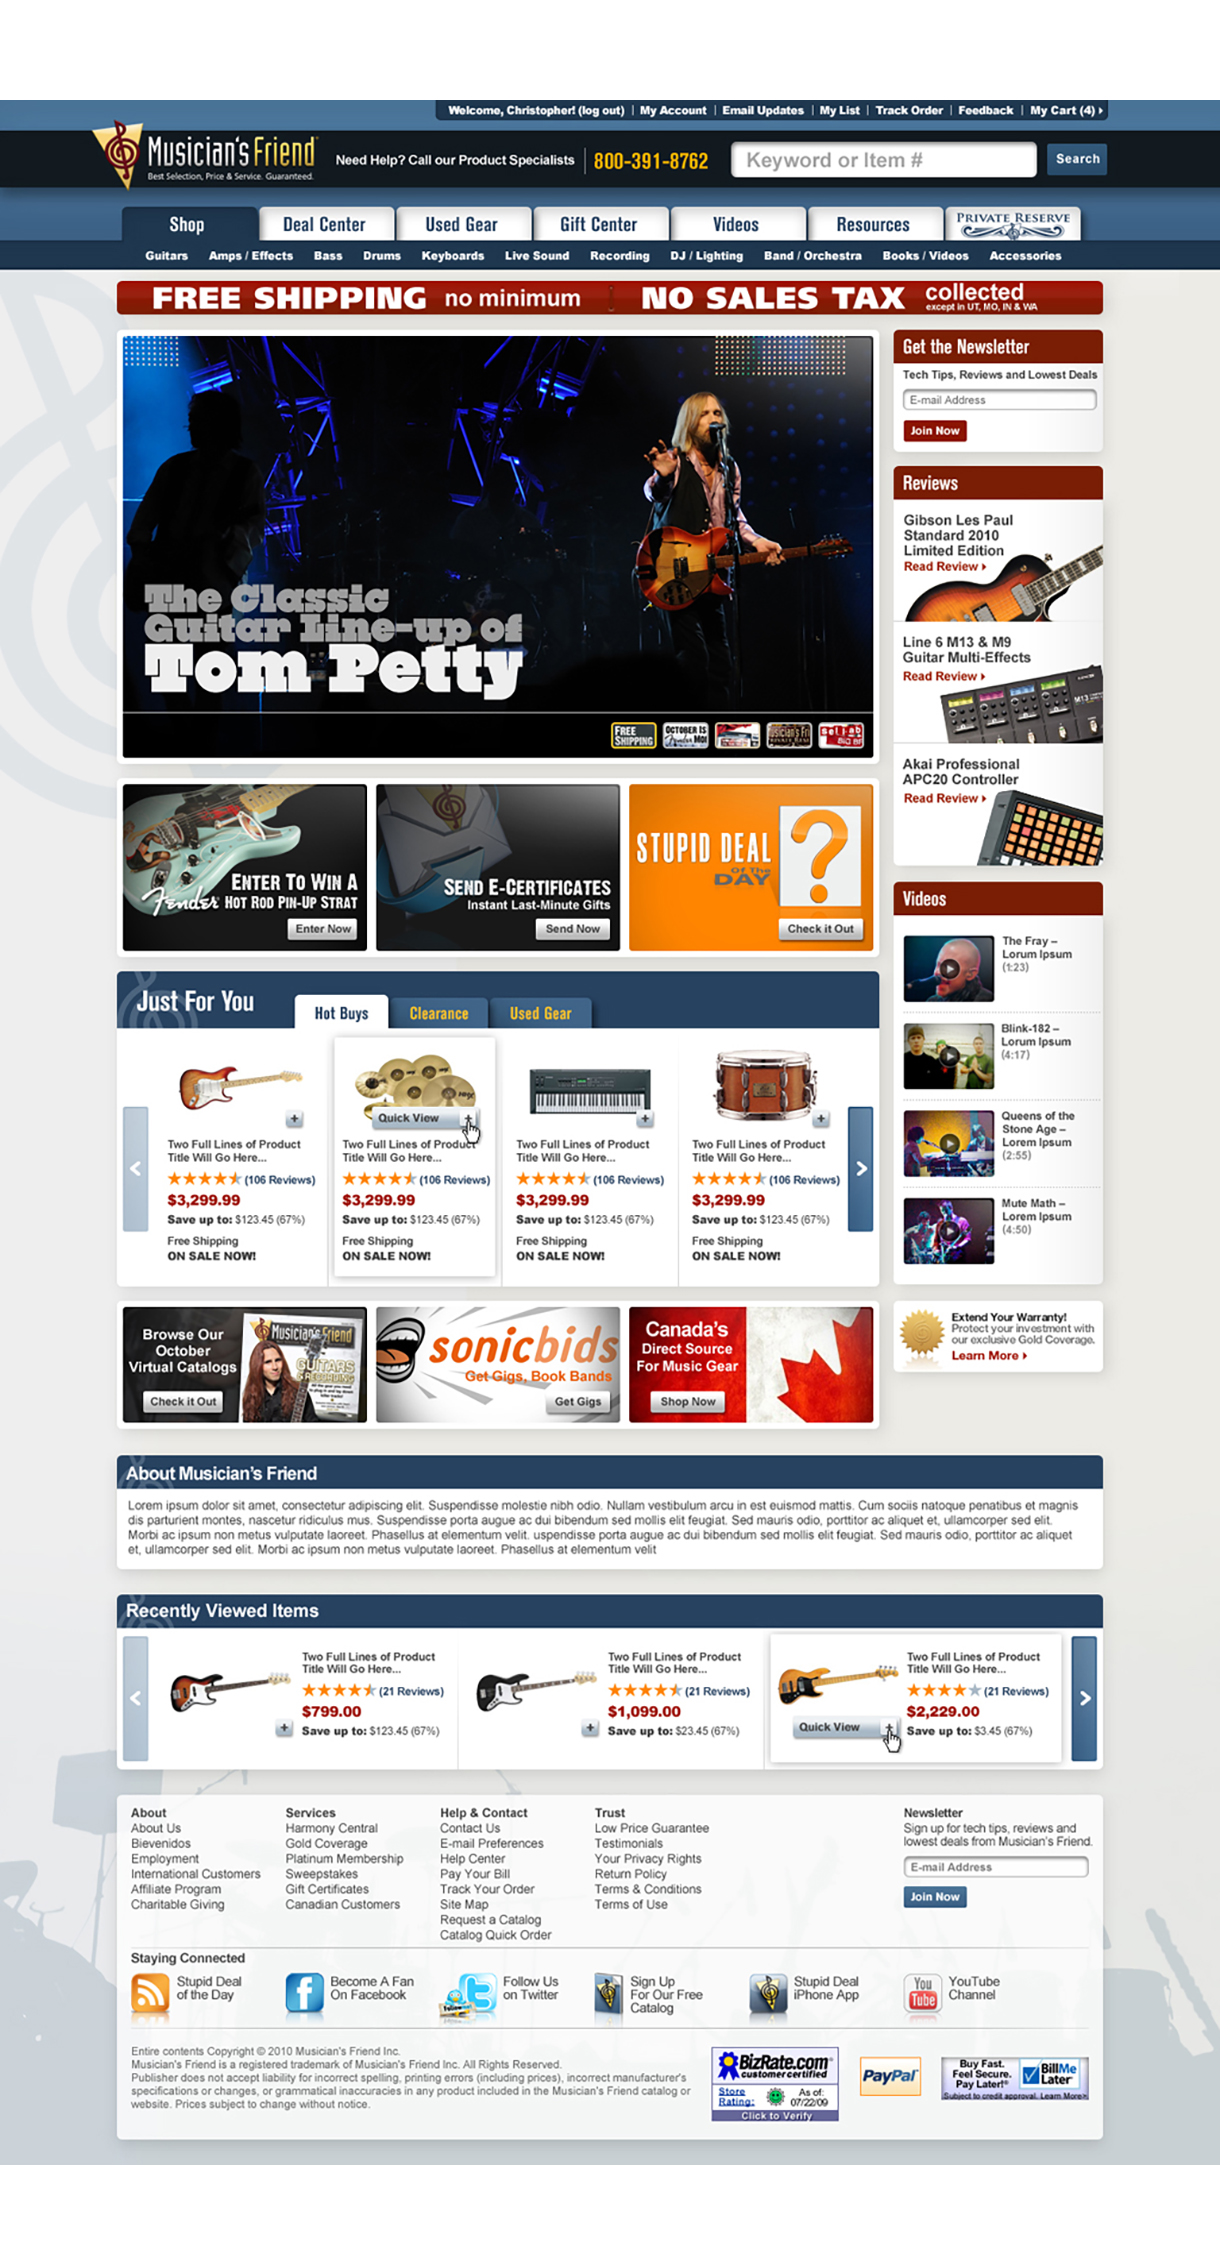 Welcome, Christopher! (log out) | My Account | Email Updates | My List | Track Order | Feedback | My Cart (4)
Musician's Friend
Best Selection, Price & Service. Guaranteed.
Need Help? Call our Product Specialists | 800-391-8762
Keyword or Item #
Search
Shop
Deal Center
Used Gear
Gift Center
Videos
Resources
PRIVATE RESERVE
Guitars Amps / Effects Bass Drums Keyboards Live Sound Recording DJ / Lighting Band / Orchestra Books / Videos Accessories
FREE SHIPPING no minimum | NO SALES TAX collected
except in UT, MO, IN & WA
The Classic
Guitar Line-up of
Tom Petty
FREE
SHIPPING
OCTOBER IS
Fender MO!
Get the Newsletter
Tech Tips, Reviews and Lowest Deals
E-mail Address
Join Now
Reviews
Gibson Les Paul
Standard 2010
Limited Edition
Read Review
Line 6 M13 & M9
Guitar Multi-Effects
Read Review
M13
Akai Professional
APC20 Controller
Read Review
ENTER TO WIN A
Fender HOT ROD PIN-UP STRAT
Enter Now
SEND E-CERTIFICATES
Instant Last-Minute Gifts
Send Now
STUPID DEAL
Of The
DAY
?
Check it Out
Videos
The Fray –
Lorum Ipsum
(1:23)
Blink-182 –
Lorum Ipsum
(4:17)
Queens of the
Stone Age –
Lorem Ipsum
(2:55)
Mute Math –
Lorem Ipsum
(4:50)
Just For You
Hot Buys
Clearance
Used Gear
Two Full Lines of Product
Title Will Go Here...
(106 Reviews)
$3,299.99
Save up to: $123.45 (67%)
Free Shipping
ON SALE NOW!
Quick View +
Two Full Lines of Product
Title Will Go Here...
(106 Reviews)
$3,299.99
Save up to: $123.45 (67%)
Free Shipping
ON SALE NOW!
Two Full Lines of Product
Title Will Go Here...
(106 Reviews)
$3,299.99
Save up to: $123.45 (67%)
Free Shipping
ON SALE NOW!
Two Full Lines of Product
Title Will Go Here...
(106 Reviews)
$3,299.99
Save up to: $123.45 (67%)
Free Shipping
ON SALE NOW!
Browse Our
October
Virtual Catalogs
Check it Out
Musician's Friend
GUITARS
& RECORDING
sonicbids
Get Gigs, Book Bands
Get Gigs
Canada's
Direct Source
For Music Gear
Shop Now
Extend Your Warranty!
Protect your investment with
our exclusive Gold Coverage.
Learn More
About Musician's Friend
Lorem ipsum dolor sit amet, consectetur adipiscing elit. Suspendisse molestie nibh odio. Nullam vestibulum arcu in est euismod mattis. Cum sociis natoque penatibus et magnis
dis parturient montes, nascetur ridiculus mus. Suspendisse porta augue ac dui bibendum sed mollis elit feugiat. Sed mauris odio, porttitor ac aliquet et, ullamcorper sed elit.
Morbi ac ipsum non metus vulputate laoreet. Phasellus at elementum velit. uspendisse porta augue ac dui bibendum sed mollis elit feugiat. Sed mauris odio, porttitor ac aliquet
et, ullamcorper sed elit. Morbi ac ipsum non metus vulputate laoreet. Phasellus at elementum velit
Recently Viewed Items
Two Full Lines of Product
Title Will Go Here...
(21 Reviews)
$799.00
Save up to: $123.45 (67%)
Two Full Lines of Product
Title Will Go Here...
(21 Reviews)
$1,099.00
Save up to: $23.45 (67%)
Quick View +
Two Full Lines of Product
Title Will Go Here...
(21 Reviews)
$2,229.00
Save up to: $3.45 (67%)
About
About Us
Bievenidos
Employment
International Customers
Affiliate Program
Charitable Giving
Services
Harmony Central
Gold Coverage
Platinum Membership
Sweepstakes
Gift Certificates
Canadian Customers
Help & Contact
Contact Us
E-mail Preferences
Help Center
Pay Your Bill
Track Your Order
Site Map
Request a Catalog
Catalog Quick Order
Trust
Low Price Guarantee
Testimonials
Your Privacy Rights
Return Policy
Terms & Conditions
Terms of Use
Newsletter
Sign up for tech tips, reviews and
lowest deals from Musician's Friend.
E-mail Address
Join Now
Staying Connected
Stupid Deal
of the Day
Become A Fan
On Facebook
Follow Us
on Twitter
Sign Up
For Our Free
Catalog
Stupid Deal
iPhone App
You
Tube
YouTube
Channel
Entire contents Copyright © 2010 Musician's Friend Inc.
Musician's Friend is a registered trademark of Musician's Friend Inc. All Rights Reserved.
Publisher does not accept liability for incorrect spelling, printing errors (including prices), incorrect manufacturer's
specifications or changes, or grammatical inaccuracies in any product included in the Musician's Friend catalog or
website. Prices subject to change without notice.
BizRate.com
customer certified
Store
Rating:
As of:
07/22/09
Click to Verify
PayPal
Buy Fast.
Feel Secure.
Pay Later!
BillMe
Later
Subject to credit approval. Learn More